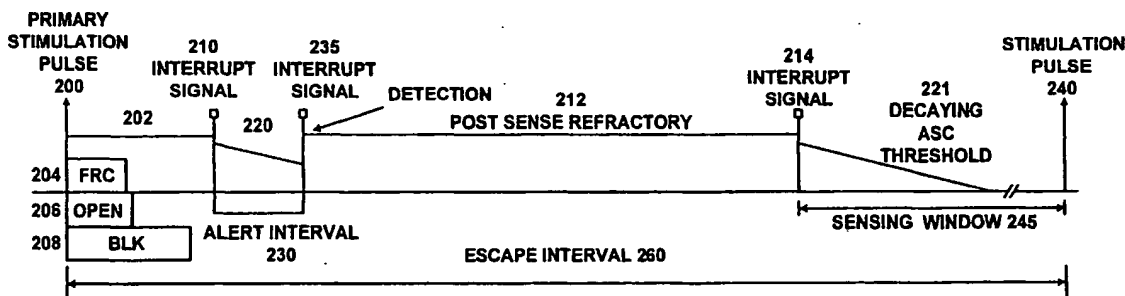 PRIMARY
STIMULATION
PULSE
200
210
INTERRUPT
SIGNAL
235
INTERRUPT
SIGNAL
DETECTION
212
POST SENSE REFRACTORY
214
INTERRUPT
SIGNAL
221
DECAYING
ASC
THRESHOLD
STIMULATION
PULSE
240
202
220
204 FRC
206 OPEN
208 BLK
ALERT INTERVAL
230
SENSING WINDOW 245
ESCAPE INTERVAL 260